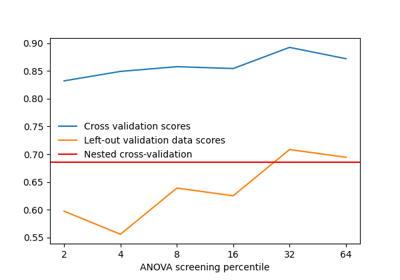 0.90
0.85
0.80
0.75
0.70
0.65
0.60
0.55
Cross validation scores
Left-out validation data scores
Nested cross-validation
2 4 8 16 32 64
ANOVA screening percentile